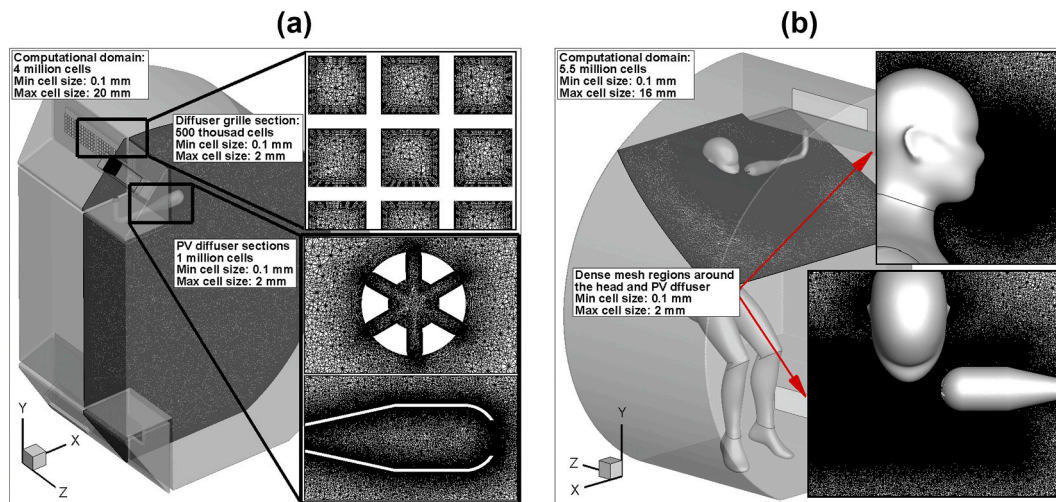 (a)
Computational domain:
4 million cells
Min cell size: 0.1 mm
Max cell size: 20 mm
Diffuser grille section:
500 thousad cells
Min cell size: 0.1 mm
Max cell size: 2 mm
PV diffuser sections
1 million cells
Min cell size: 0.1 mm
Max cell size: 2 mm
Y
X
Z
(b)
Computational domain:
5.5 million cells
Min cell size: 0.1 mm
Max cell size: 16 mm
Dense mesh regions around
the head and PV dffuser
Min cell size: 0.1 mm
Max cell size: 2 mm
Y
Z
X